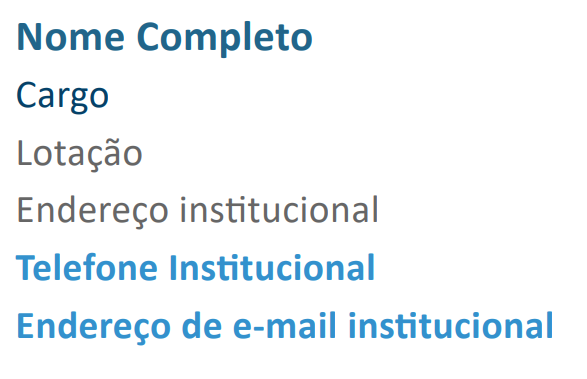 Nome Completo
Cargo
Lotação
Endereço institucional
Telefone Institucional
Endereço de e-mail institucional